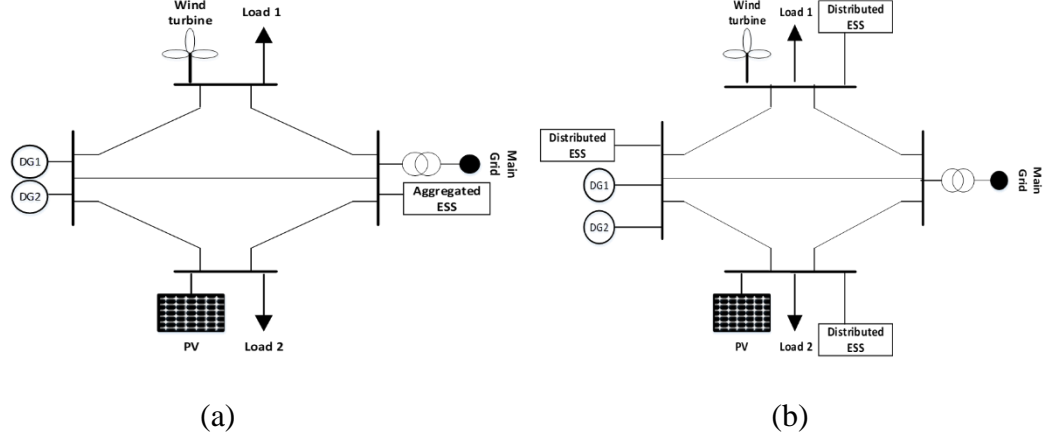 Wind
turbine
Load 1
DG1
DG2
Main
Grid
Aggregated
ESS
PV
Load 2
(a)
Wind
turbine
Load 1
Distributed
ESS
Distributed
ESS
DG1
DG2
Main
Grid
PV
Load 2
Distributed
ESS
(b)